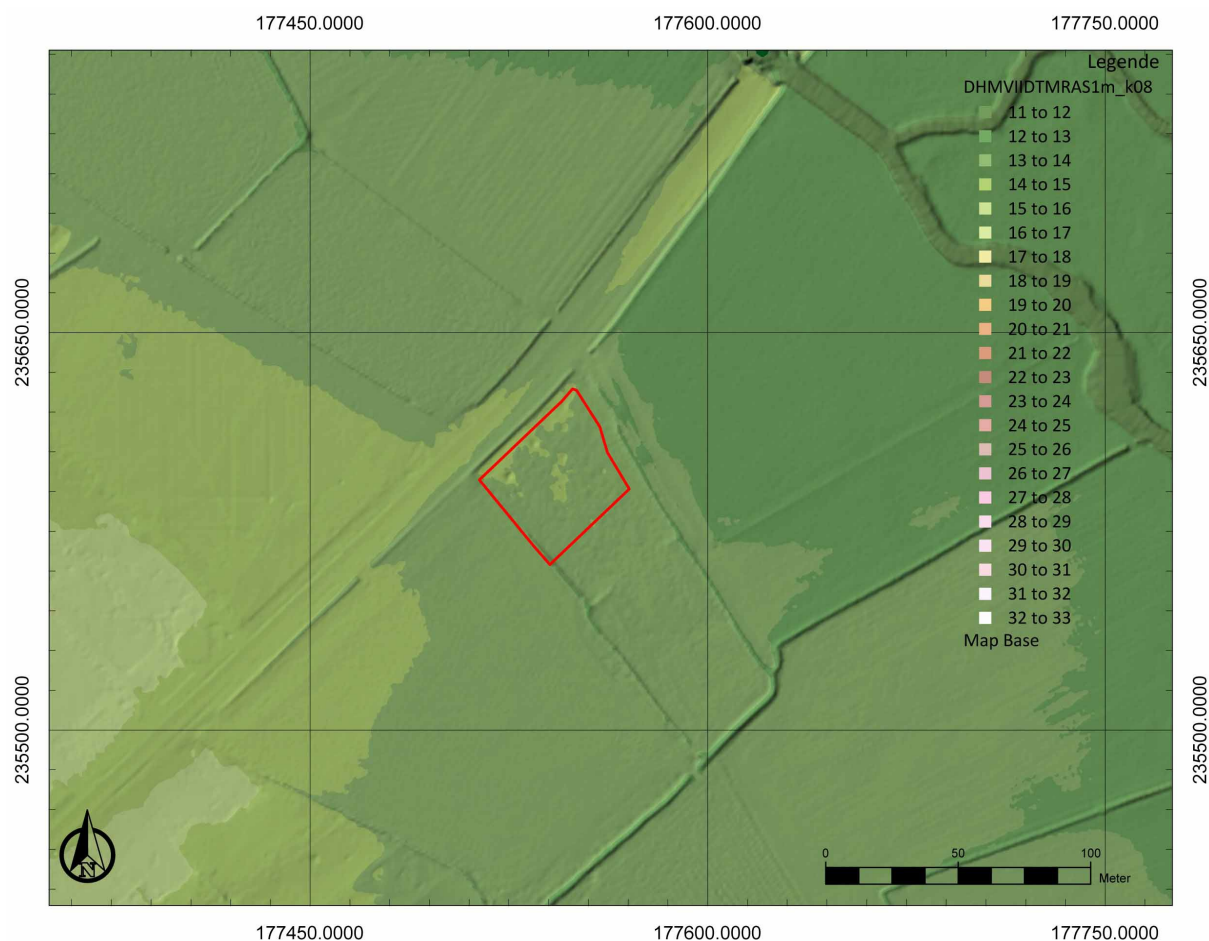 177450.0000 177600.0000 177750.0000
Legende
DHMVIIDTMRAS1m_k08
11 to 12
12 to 13
13 to 14
14 to 15
15 to 16
16 to 17
17 to 18
18 to 19
19 to 20
20 to 21
21 to 22
22 to 23
23 to 24
24 to 25
25 to 26
26 to 27
27 to 28
28 to 29
29 to 30
30 to 31
31 to 32
32 to 33
Map Base
235650.0000
235650.0000
235500.0000
235500.0000
N
0 50 100
Meter
177450.0000 177600.0000 177750.0000